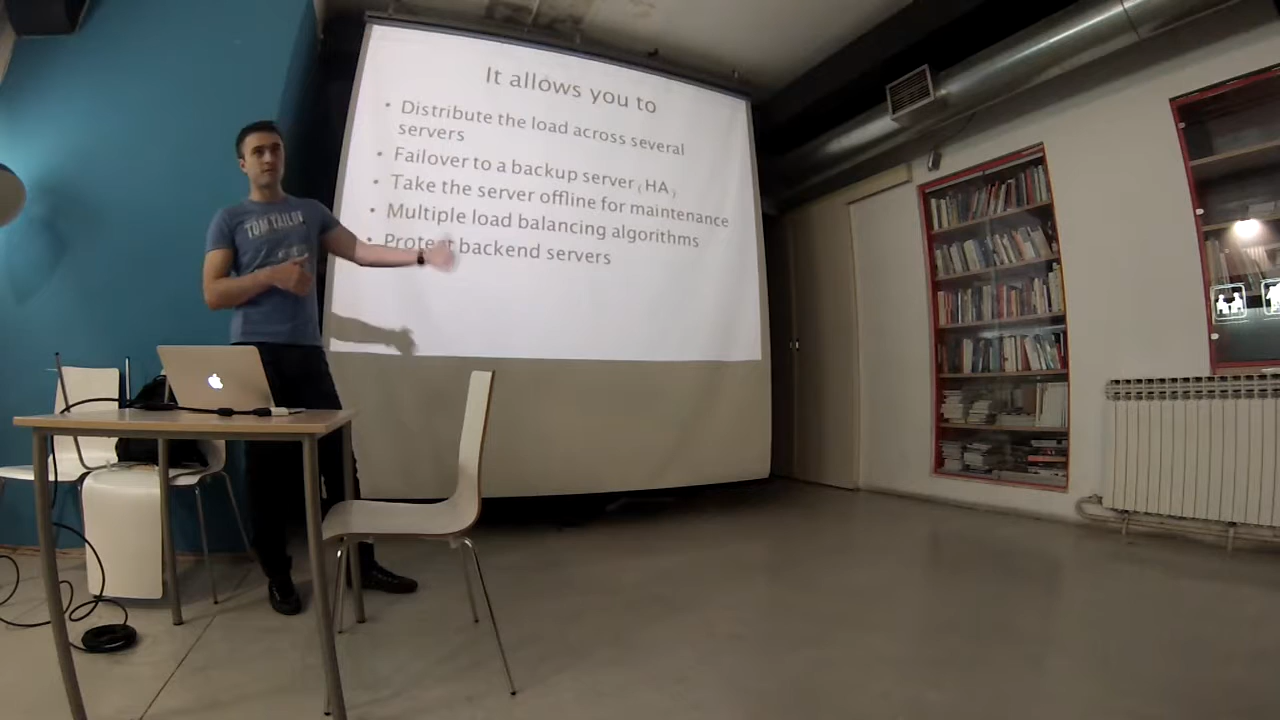 It allows you to
• Distribute the load across several
servers
• Failover to a backup server (HA)
• Take the server offline for maintenance
• Multiple load balancing algorithms
• Protect backend servers
TOM TAILOR